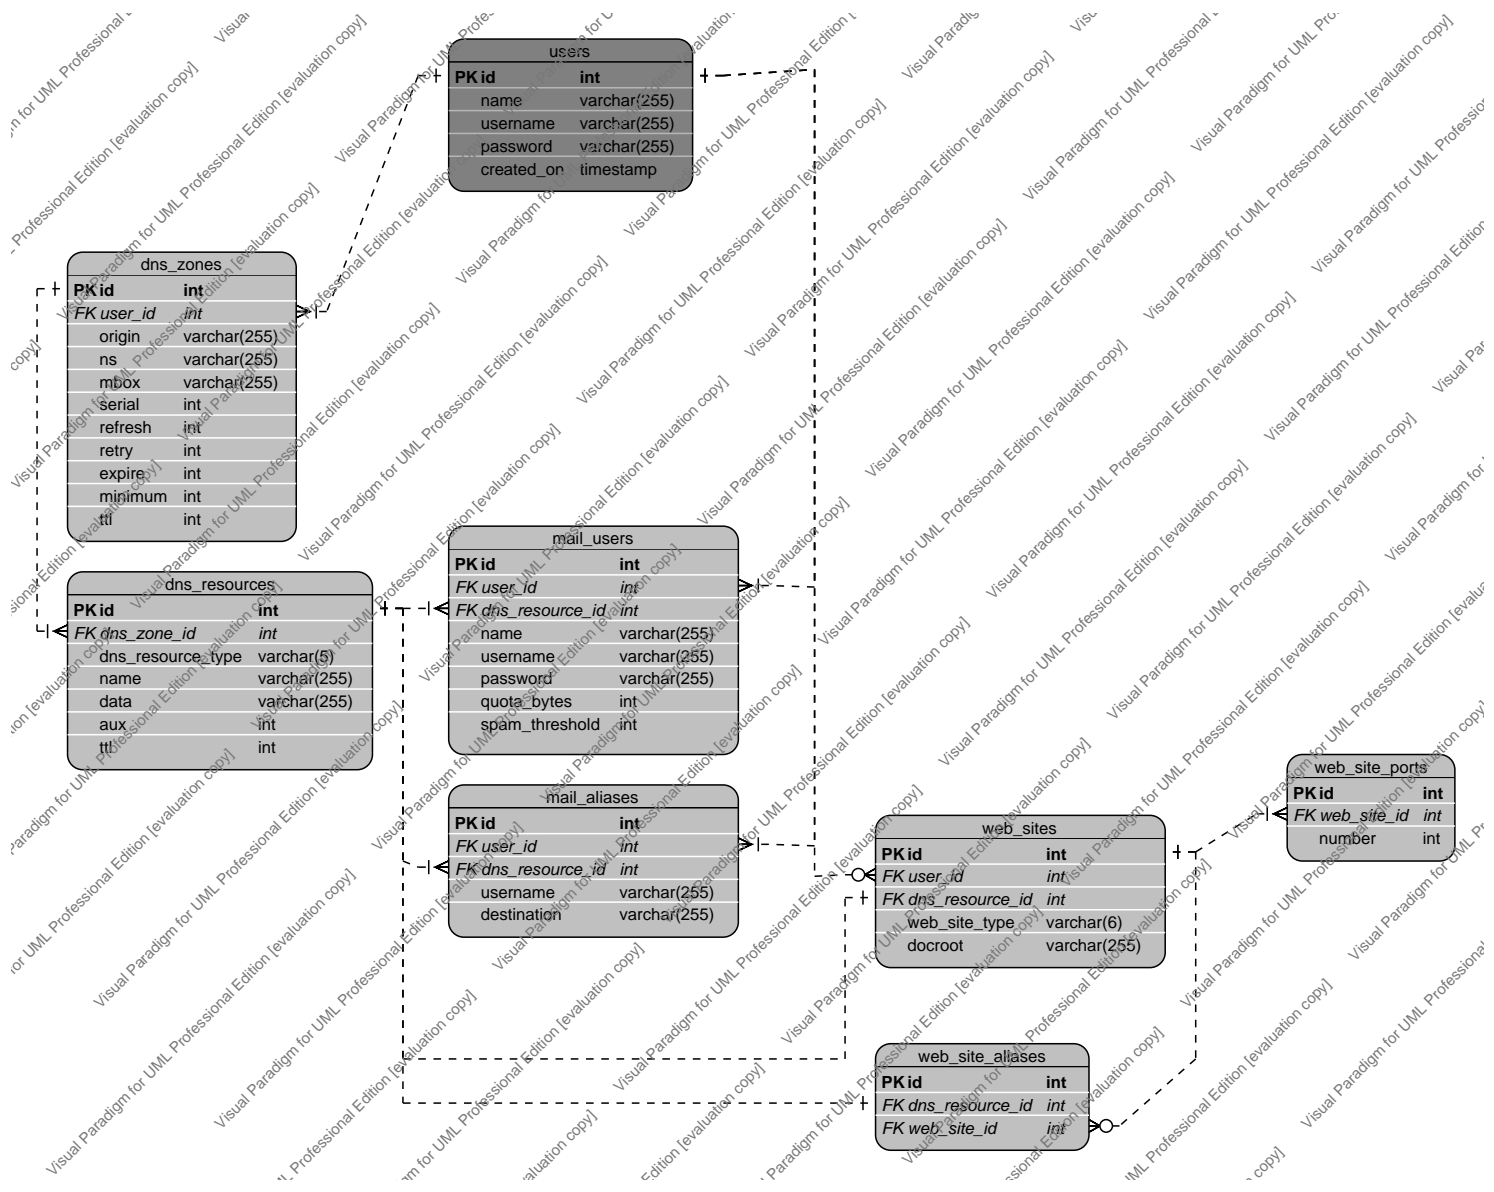 users
PK id int
name varchar(255)
username varchar(255)
password varchar(255)
created_on timestamp
dns_zones
PK id int
FK user_id int
origin varchar(255)
ns varchar(255)
mbox varchar(255)
serial int
refresh int
retry int
expire int
minimum int
ttl int
dns_resources
PK id int
FK dns_zone_id int
dns_resource_type varchar(5)
name varchar(255)
data varchar(255)
aux int
ttl int
mail_users
PK id int
FK user_id int
FK dns_resource_id int
name varchar(255)
username varchar(255)
password varchar(255)
quota_bytes int
spam_threshold int
mail_aliases
PK id int
FK user_id int
FK dns_resource_id int
username varchar(255)
destination varchar(255)
web_sites
PK id int
FK user_id int
FK dns_resource_id int
web_site_type varchar(6)
docroot varchar(255)
web_site_ports
PK id int
FK web_site_id int
number int
web_site_aliases
PK id int
FK dns_resource_id int
FK web_site_id int
Visual Paradigm for UML Professional Edition [evaluation copy]